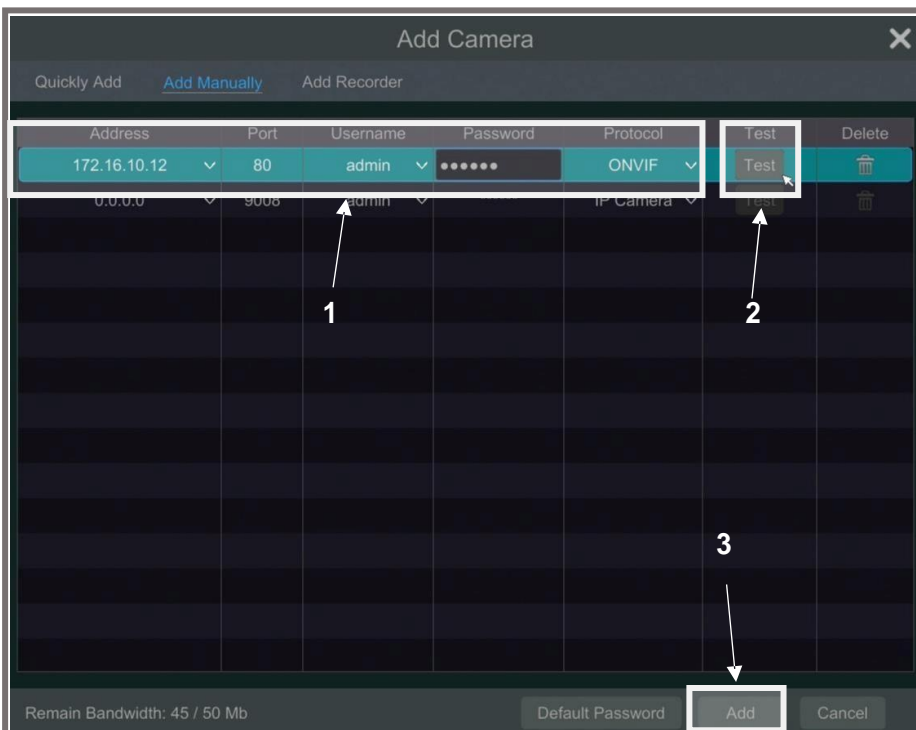 Add Camera
Quickly Add Add Manually Add Recorder
Address Port Username Password Protocol Test Delete
172.16.10.12 80 admin ●●●●●● ONVIF Test
0.0.0.0 9008 admin ****** IP Camera Test
1
2
3
Remain Bandwidth: 45 / 50 Mb Default Password Add Cancel